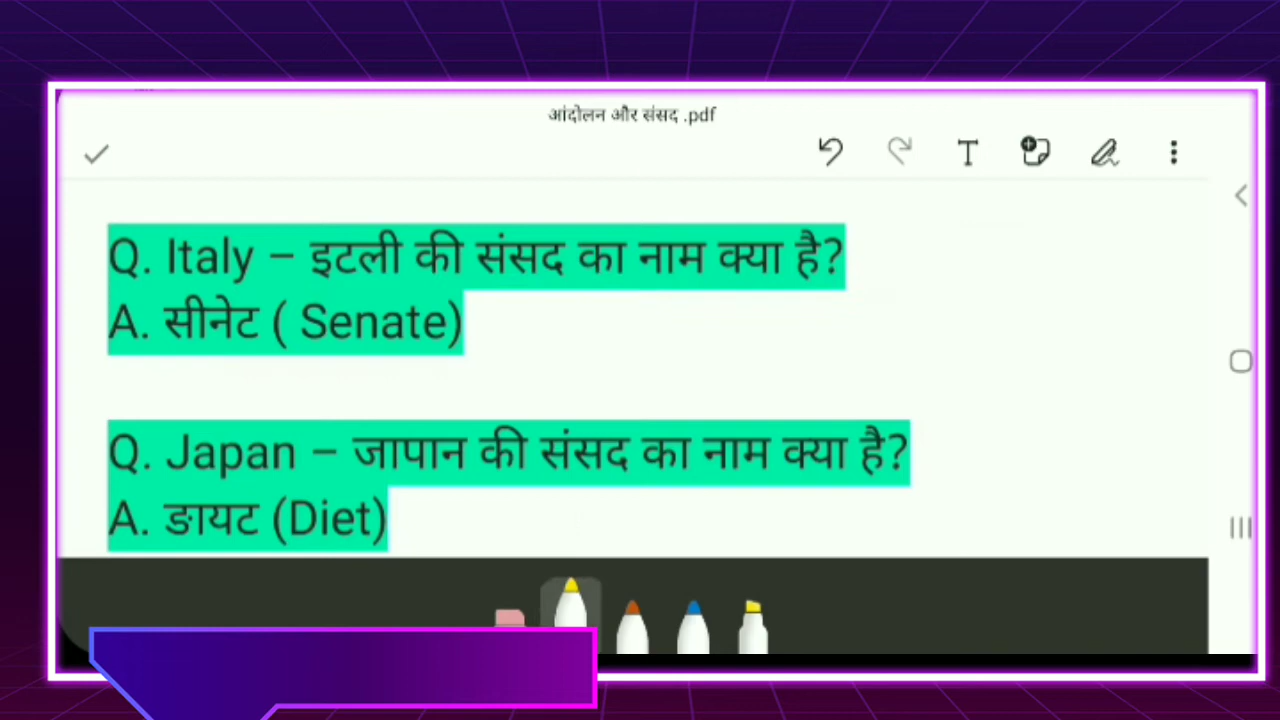 आंदोलन और संसद .pdf
T
Q. Italy – इटली की संसद का नाम क्या है?
A. सीनेट ( Senate)
Q. Japan – जापान की संसद का नाम क्या है?
A. ङायट (Diet)